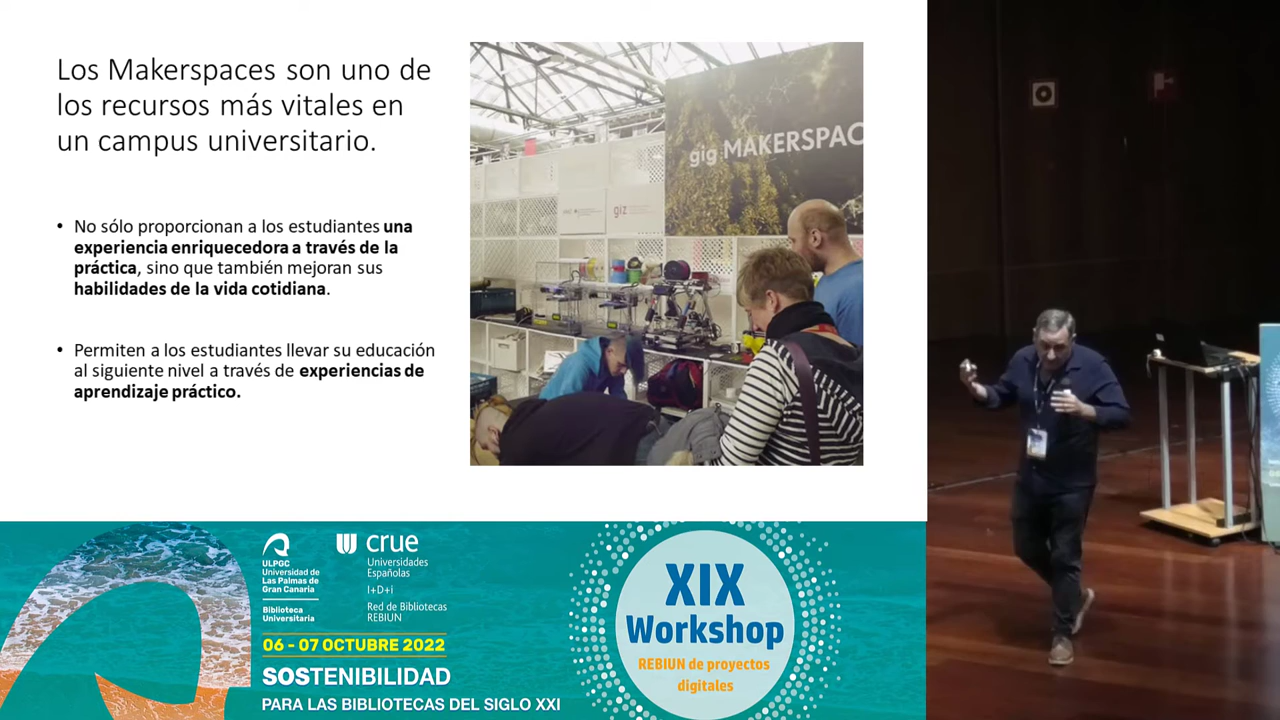 Los Makerspaces son uno de
los recursos más vitales en
un campus universitario.
• No sólo proporcionan a los estudiantes una
experiencia enriquecedora a través de la
práctica, sino que también mejoran sus
habilidades de la vida cotidiana.
• Permiten a los estudiantes llevar su educación
al siguiente nivel a través de experiencias de
aprendizaje práctico.
gig MAKERSPAC
giz
ULPGC
Universidad de
Las Palmas de
Gran Canaria
Biblioteca
Universitaria
crue
Universidades
Españolas
I+D+i
Red de Bibliotecas
REBIUN
06 - 07 OCTUBRE 2022
SOSTENIBILIDAD
PARA LAS BIBLIOTECAS DEL SIGLO XXI
XIX
Workshop
REBIUN de proyectos
digitales